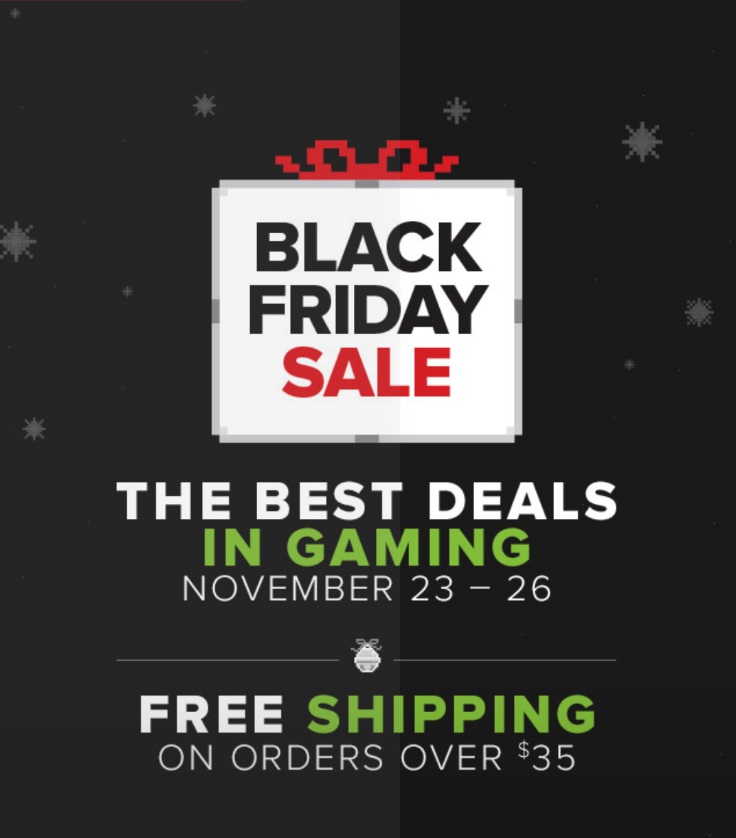 BLACK
FRIDAY
SALE
THE BEST DEALS
IN GAMING
NOVEMBER 23 – 26
FREE SHIPPING
ON ORDERS OVER $35